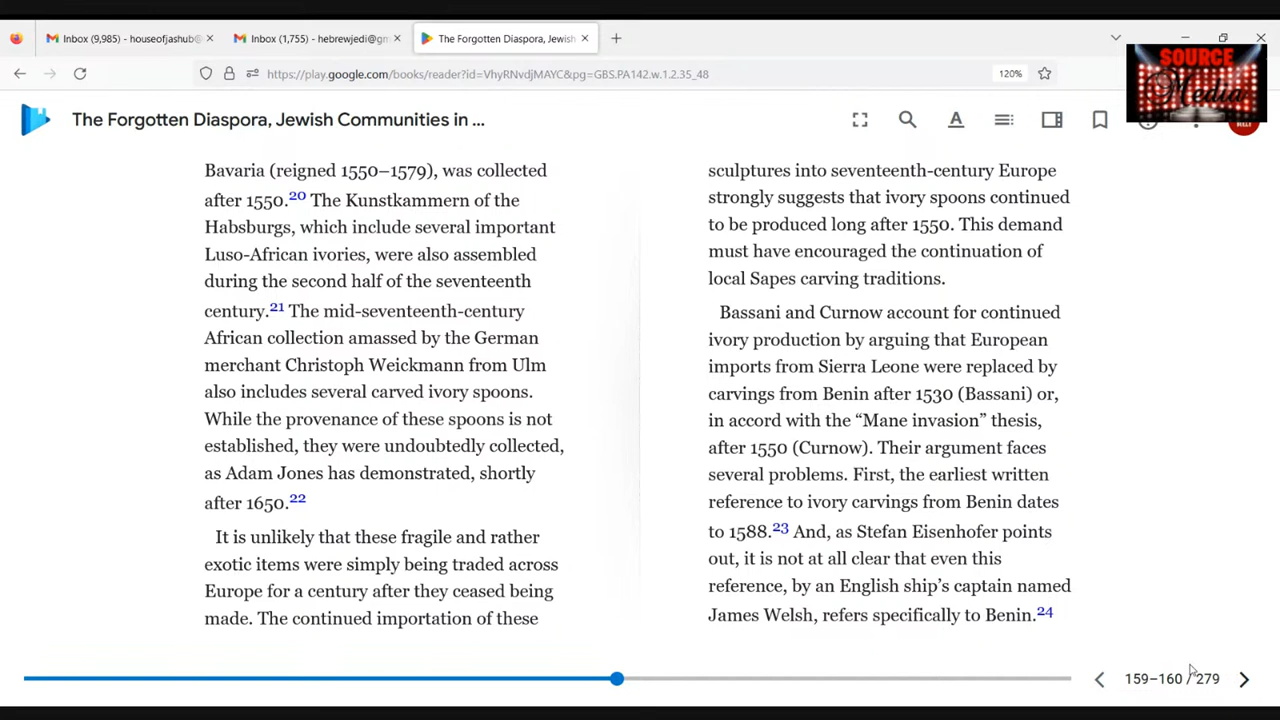 Inbox (9,985) - houseofjashub@
Inbox (1,755) - hebrewjedi@gm
The Forgotten Diaspora, Jewish
https://play.google.com/books/reader?id=VhyRNvdjMAYC&pg=GBS.PA142.w.1.2.35_48
120%
SOURCE
Media
The Forgotten Diaspora, Jewish Communities in ...
Bavaria (reigned 1550–1579), was collected
after 1550.20 The Kunstkammern of the
Habsburgs, which include several important
Luso-African ivories, were also assembled
during the second half of the seventeenth
century.21 The mid-seventeenth-century
African collection amassed by the German
merchant Christoph Weickmann from Ulm
also includes several carved ivory spoons.
While the provenance of these spoons is not
established, they were undoubtedly collected,
as Adam Jones has demonstrated, shortly
after 1650.22
It is unlikely that these fragile and rather
exotic items were simply being traded across
Europe for a century after they ceased being
made. The continued importation of these
sculptures into seventeenth-century Europe
strongly suggests that ivory spoons continued
to be produced long after 1550. This demand
must have encouraged the continuation of
local Sapes carving traditions.
Bassani and Curnow account for continued
ivory production by arguing that European
imports from Sierra Leone were replaced by
carvings from Benin after 1530 (Bassani) or,
in accord with the “Mane invasion” thesis,
after 1550 (Curnow). Their argument faces
several problems. First, the earliest written
reference to ivory carvings from Benin dates
to 1588.23 And, as Stefan Eisenhofer points
out, it is not at all clear that even this
reference, by an English ship’s captain named
James Welsh, refers specifically to Benin.24
159–160 / 279